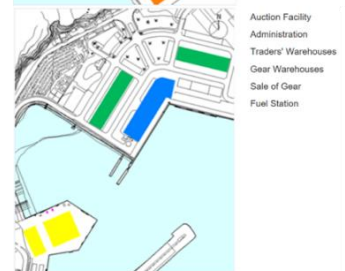 Auction Facility
Administration
Traders' Warehouses
Gear Warehouses
Sale of Gear
Fuel Station